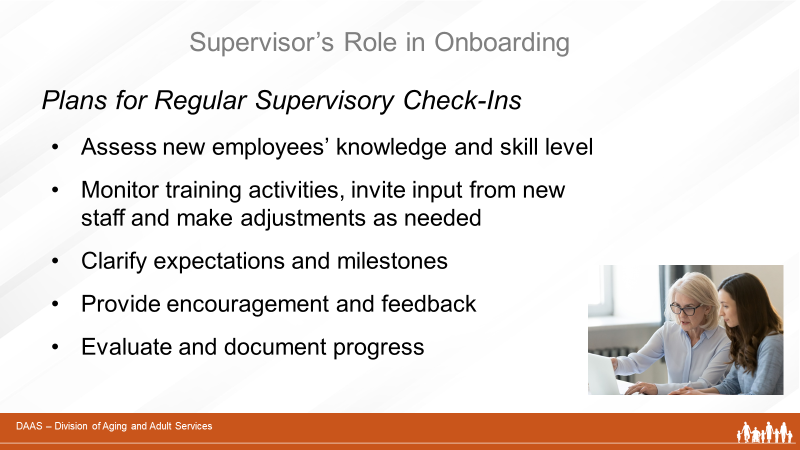 Supervisor’s Role in Onboarding
Plans for Regular Supervisory Check-Ins
• Assess new employees’ knowledge and skill level
• Monitor training activities, invite input from new
staff and make adjustments as needed
• Clarify expectations and milestones
• Provide encouragement and feedback
• Evaluate and document progress
DAAS – Division of Aging and Adult Services